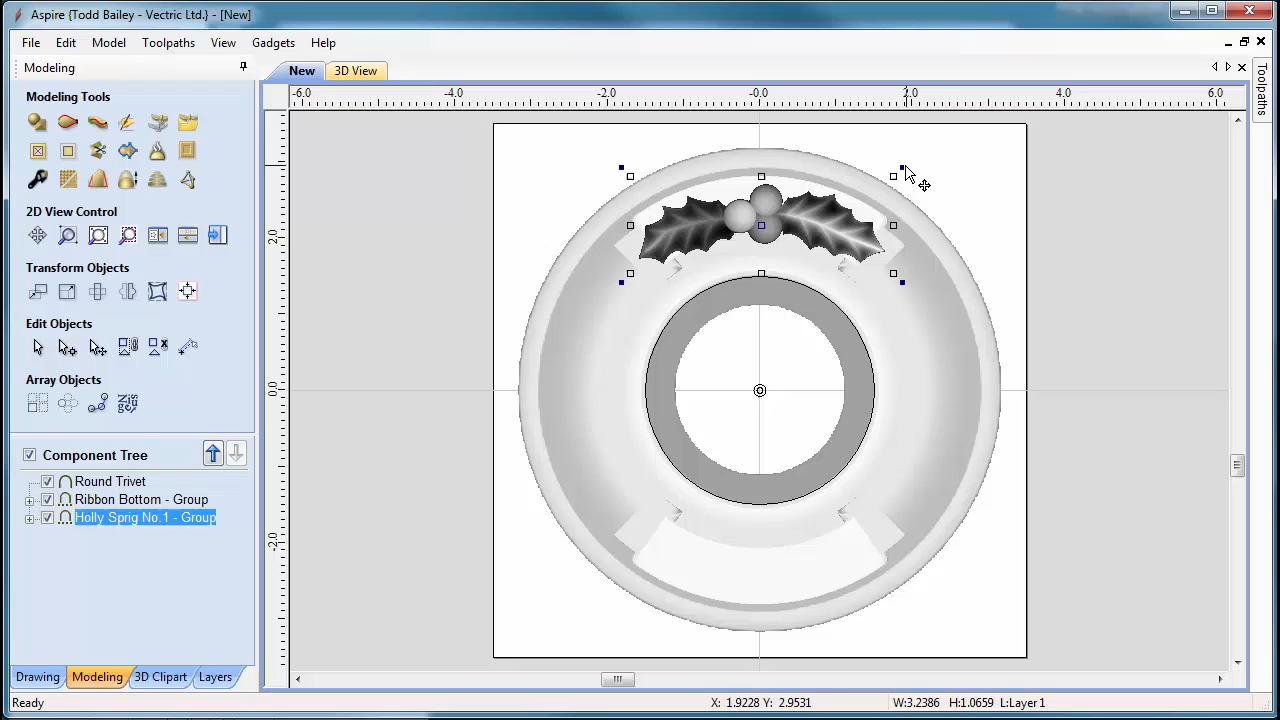 Aspire {Todd Bailey - Vectric Ltd.} - [New]
File Edit Model Toolpaths View Gadgets Help
Modeling
New 3D View
Modeling Tools
-6.0 -4.0 -2.0 -0.0 2.0 4.0 6.0
2D View Control
Transform Objects
Edit Objects
Array Objects
2.0
0.0
-2.0
Component Tree
Round Trivet
Ribbon Bottom - Group
Holly Sprig No.1 - Group
Drawing Modeling 3D Clipart Layers
Toolpaths
Ready X: 1.9228 Y: 2.9531 W:3.2386 H:1.0659 L:Layer 1